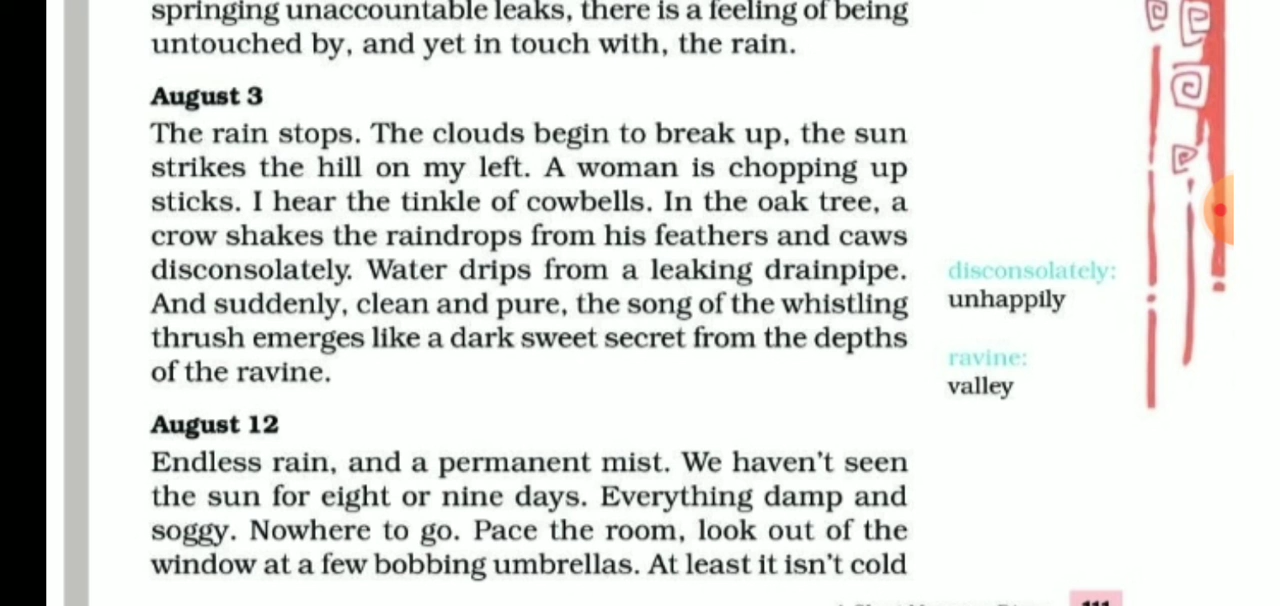 springing unaccountable leaks, there is a feeling of being
untouched by, and yet in touch with, the rain.
August 3
The rain stops. The clouds begin to break up, the sun
strikes the hill on my left. A woman is chopping up
sticks. I hear the tinkle of cowbells. In the oak tree, a
crow shakes the raindrops from his feathers and caws
disconsolately. Water drips from a leaking drainpipe.
And suddenly, clean and pure, the song of the whistling
thrush emerges like a dark sweet secret from the depths
of the ravine.
disconsolately:
unhappily
ravine:
valley
August 12
Endless rain, and a permanent mist. We haven't seen
the sun for eight or nine days. Everything damp and
soggy. Nowhere to go. Pace the room, look out of the
window at a few bobbing umbrellas. At least it isn't cold